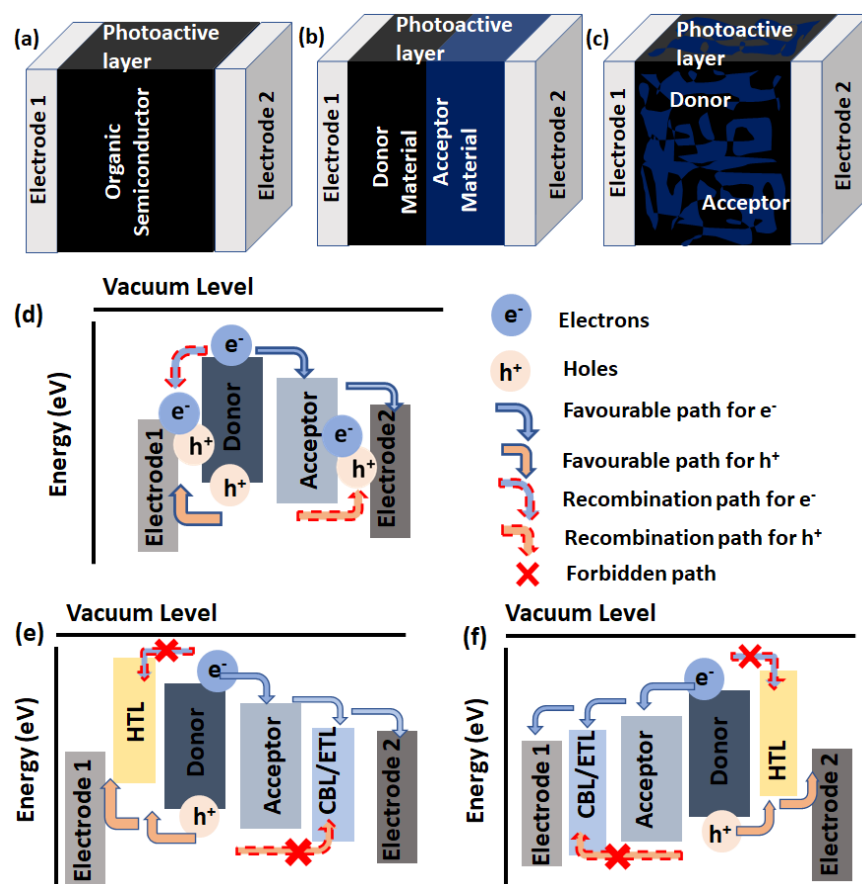 (a)
Photoactive
layer
Electrode 1
Organic
Semiconductor
Electrode 2
(b)
Photoactive
layer
Electrode 1
Donor
Material
Acceptor
Material
Electrode 2
(c)
Photoactive
layer
Electrode 1
Donor
Acceptor
Electrode 2
(d)
Vacuum Level
Energy (eV)
e-
e-
h+
Electrode1
Donor
h+
Acceptor
e-
h+
Electrode2
e-
Electrons
h+
Holes
Favourable path for e-
Favourable path for h+
Recombination path for e-
Recombination path for h+
Forbidden path
(e)
Vacuum Level
Energy (eV)
Electrode 1
HTL
e-
Donor
h+
Acceptor
CBL/ETL
Electrode 2
(f)
Vacuum Level
Energy (eV)
Electrode 1
CBL/ETL
Acceptor
e-
Donor
h+
HTL
Electrode 2